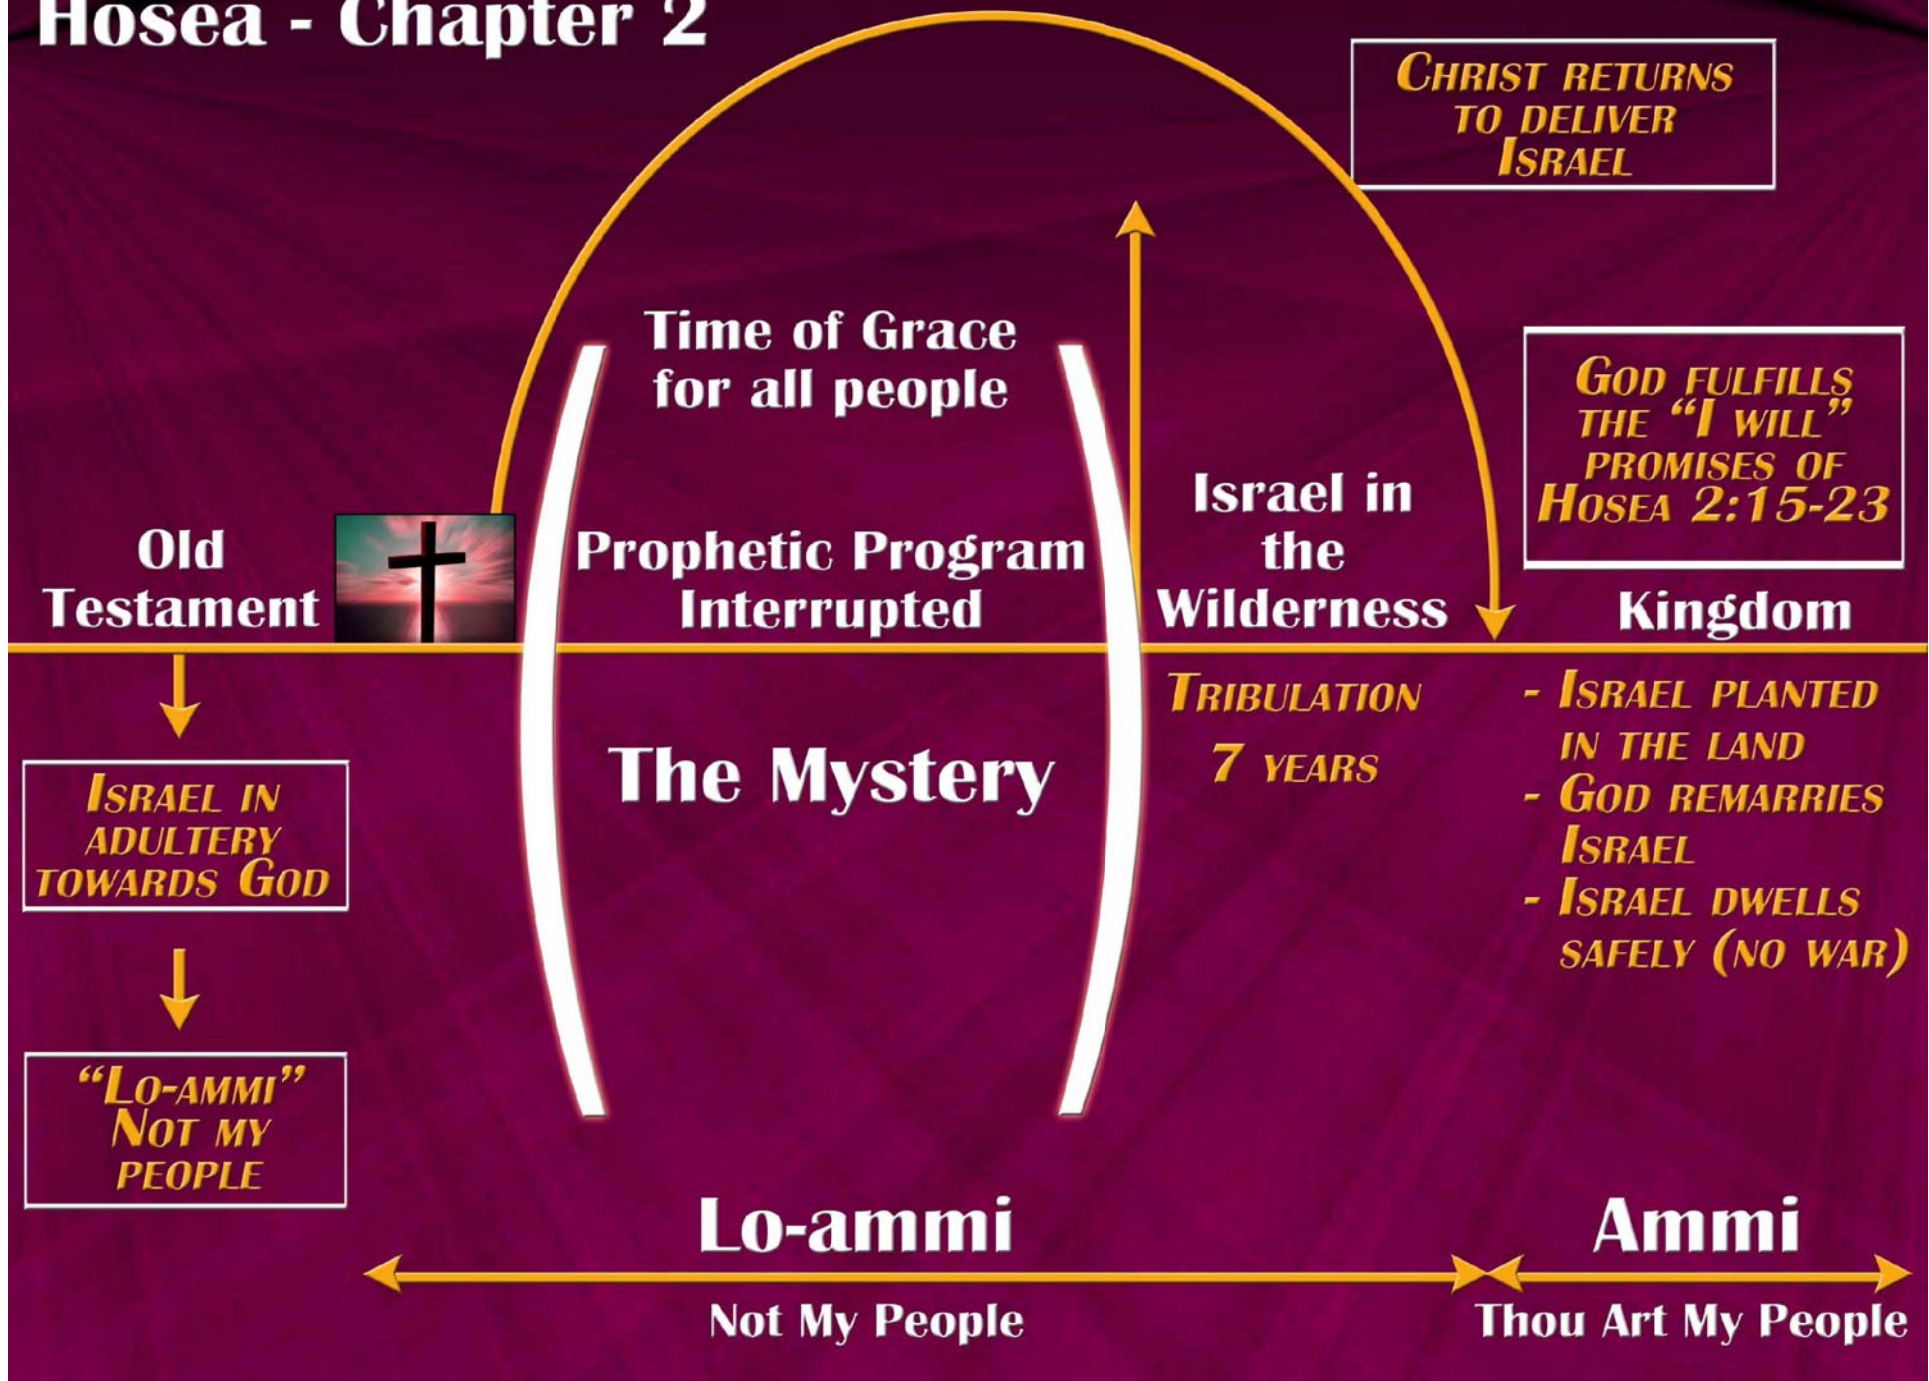 Hosea - Chapter 2
CHRIST RETURNS
TO DELIVER
ISRAEL
Time of Grace
for all people
GOD FULFILLS
THE “I WILL”
PROMISES OF
HOSEA 2:15-23
Old
Testament
Prophetic Program
Interrupted
Israel in
the
Wilderness
Kingdom
ISRAEL IN
ADULTERY
TOWARDS GOD
“LO-AMMI”
NOT MY
PEOPLE
The Mystery
TRIBULATION
7 YEARS
- ISRAEL PLANTED
IN THE LAND
- GOD REMARRIES
ISRAEL
- ISRAEL DWELLS
SAFELY (NO WAR)
Lo-ammi
Not My People
Ammi
Thou Art My People